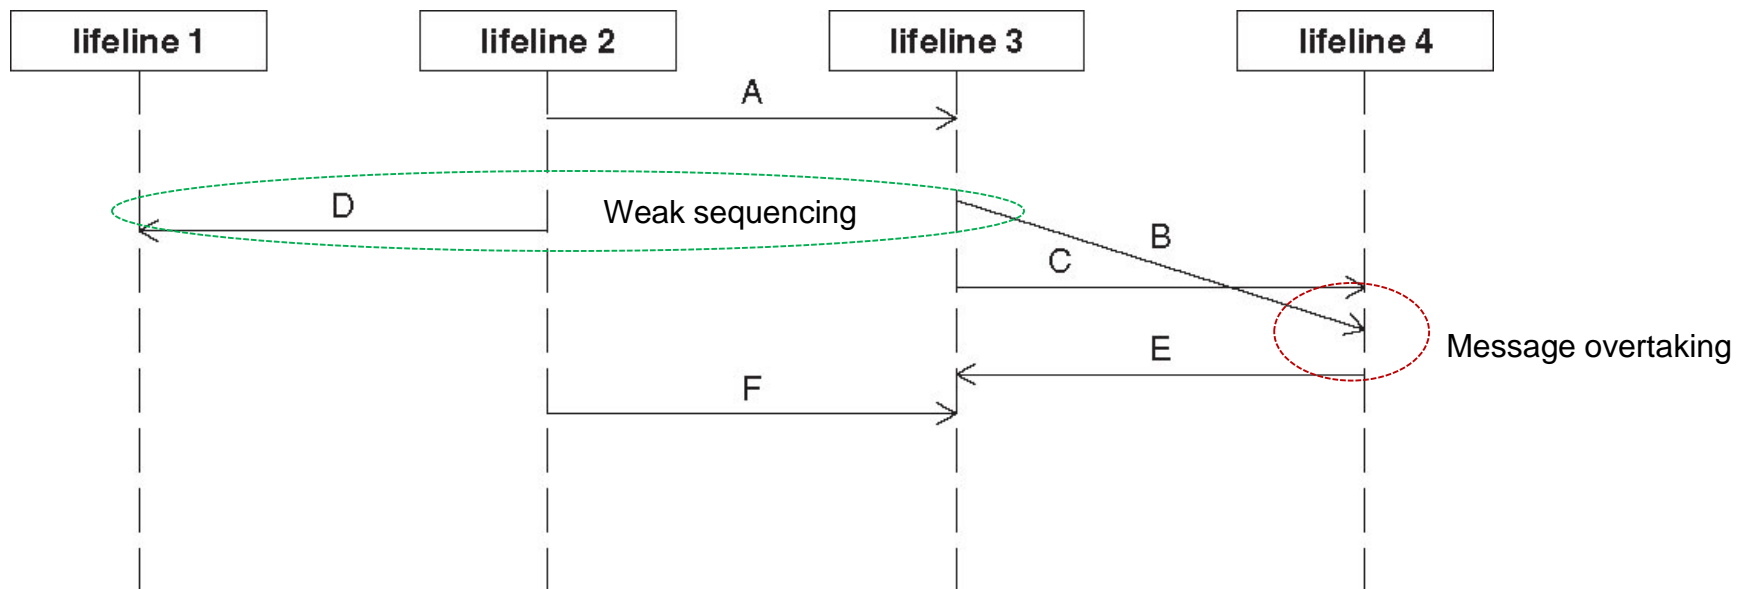 lifeline 1
lifeline 2
lifeline 3
lifeline 4
A
D
Weak sequencing
B
C
E
Message overtaking
F